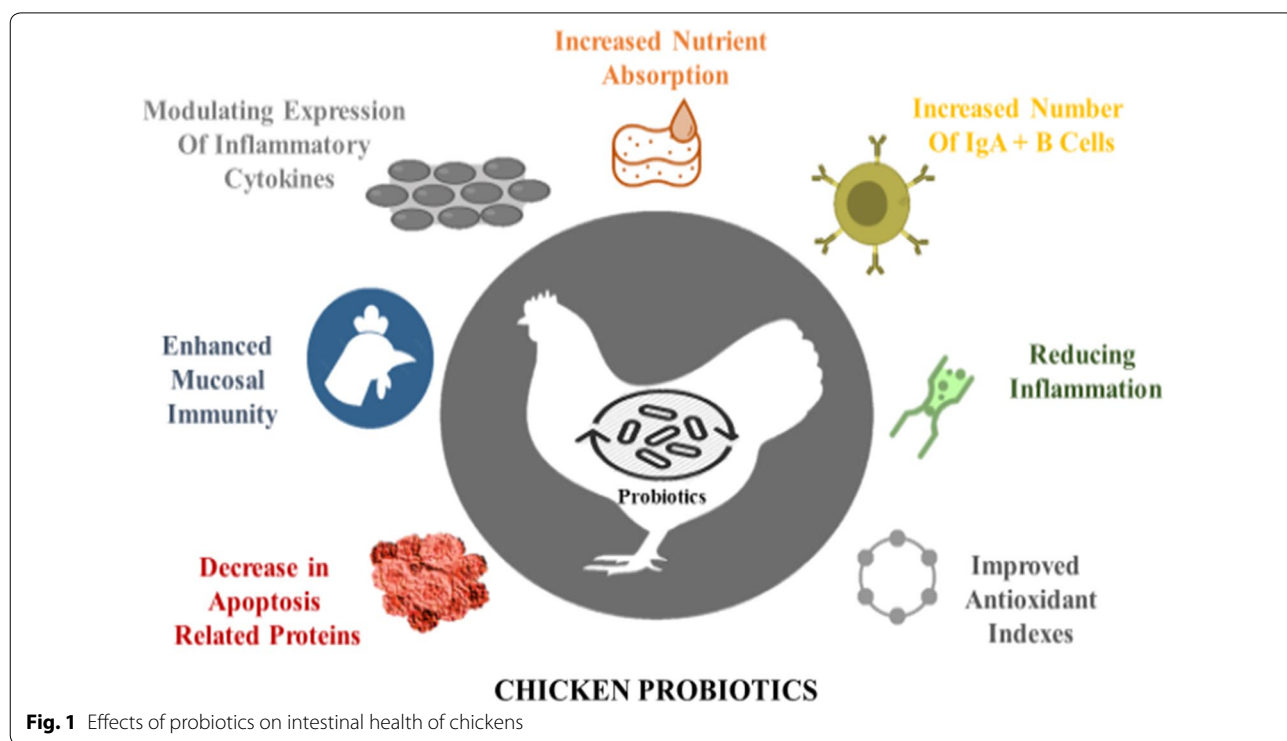 Increased Nutrient
Absorption
Modulating Expression
Of Inflammatory
Cytokines
Increased Number
Of IgA + B Cells
Enhanced
Mucosal
Immunity
Reducing
Inflammation
Probiotics
Decrease in
Apoptosis
Related Proteins
Improved
Antioxidant
Indexes
CHICKEN PROBIOTICS
Fig. 1 Effects of probiotics on intestinal health of chickens